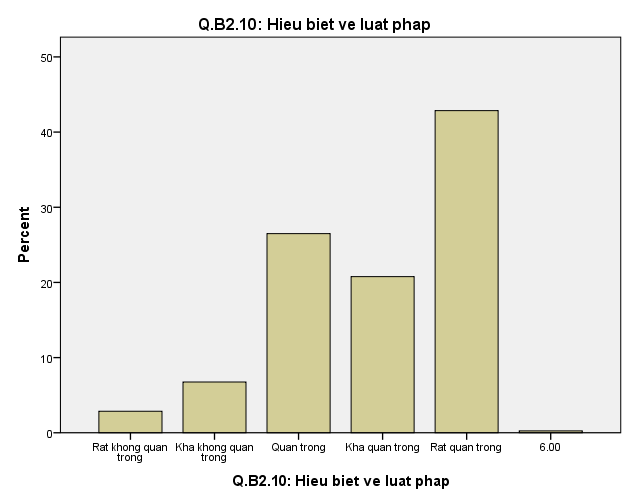 Q.B2.10: Hieu biet ve luat phap
50
40
30
20
10
0
Percent
Rat khong quan
trong
Kha khong quan
trong
Quan trong
Kha quan trong
Rat quan trong
6.00
Q.B2.10: Hieu biet ve luat phap